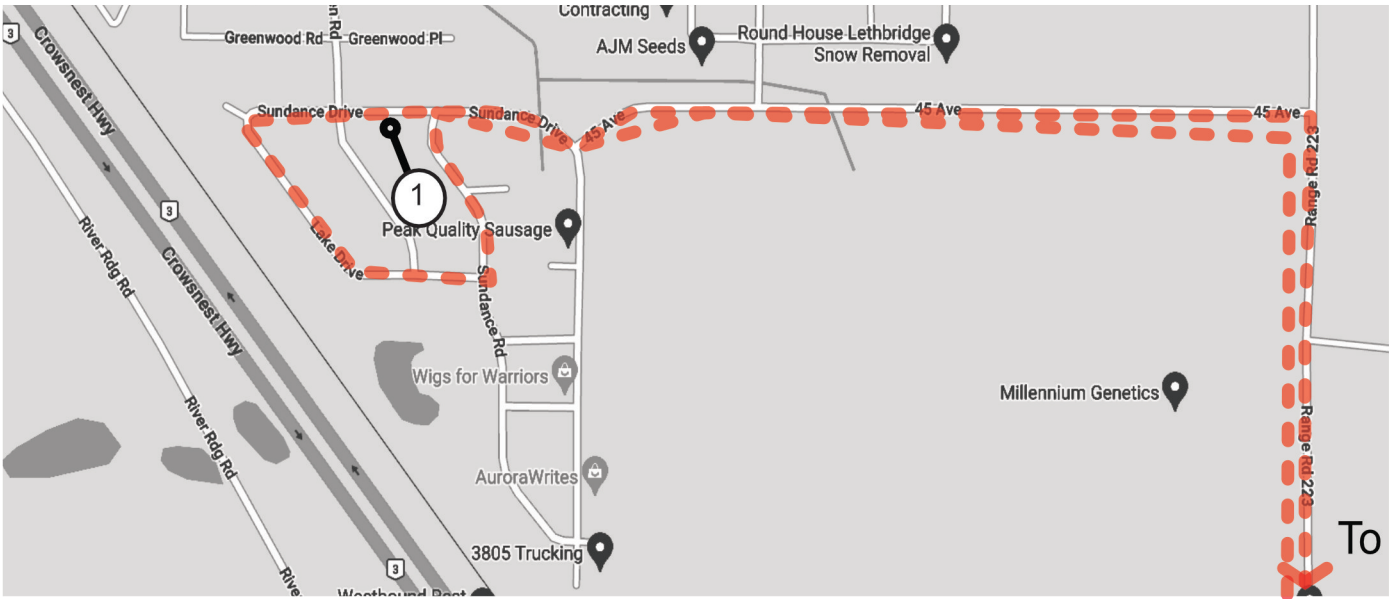 Contracting
n Rd
Greenwood Rd
Greenwood Pl
AJM Seeds
Round House Lethbridge
Snow Removal
3
Crowsnest Hwy
Sundance Drive
Sundance Drive
45 Ave
45 Ave
45 Ave
Range Rd 223
1
3
Peak Quality Sausage
River Rdg Rd
Lake Drive
Crowsnest Hwy
Sundance Rd
Wigs for Warriors
Millennium Genetics
River Rdg Rd
Range Rd 223
AuroraWrites
To
3805 Trucking
3
River